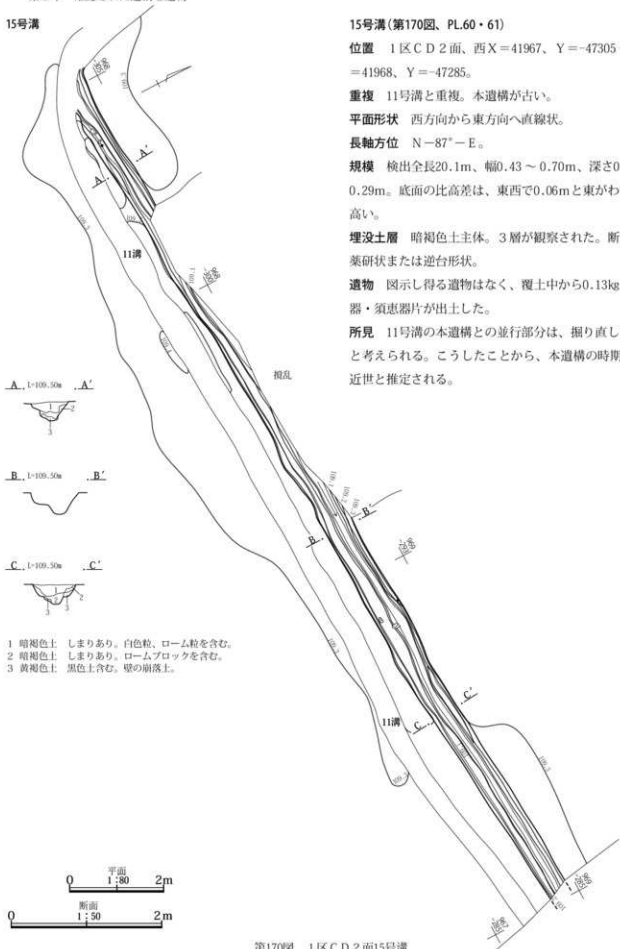 15号溝
15号溝(第170図、PL.60・61)
位置　1区ＣＤ２面、西Ｘ＝41967、Ｙ＝-47305
＝41968、Ｙ＝-47285。
重複　11号溝と重複。本遺構が古い。
平面形状　西方向から東方向へ直線状。
長軸方位　Ｎ－87°－Ｅ。
規模　検出全長20.1m、幅0.43 ～ 0.70m、深さ0
0.29m。底面の比高差は、東西で0.06mと東がわ
高い。
埋没土層　暗褐色土主体。３層が観察された。断
薬研状または逆台形状。
遺物　図示し得る遺物はなく、覆土中から0.13kg
器・須恵器片が出土した。
所見　11号溝の本遺構との並行部分は、掘り直し
と考えられる。こうしたことから、本遺構の時期
近世と推定される。
A'
A
11溝
撹乱
A　L=109.50m　A'
1
2
3
B　L=109.50m　B'
B'
B
C　L=109.50m　C'
1
2
2
3
3
C'
C
11溝
1　暗褐色土　しまりあり。白色粒、ローム粒を含む。
2　暗褐色土　しまりあり。ロームブロックを含む。
3　黄褐色土　黒色土含む。壁の崩落土。
平面
0　1：80　2m
断面
0　1：50　2m
第170図　１区ＣＤ２面15号溝